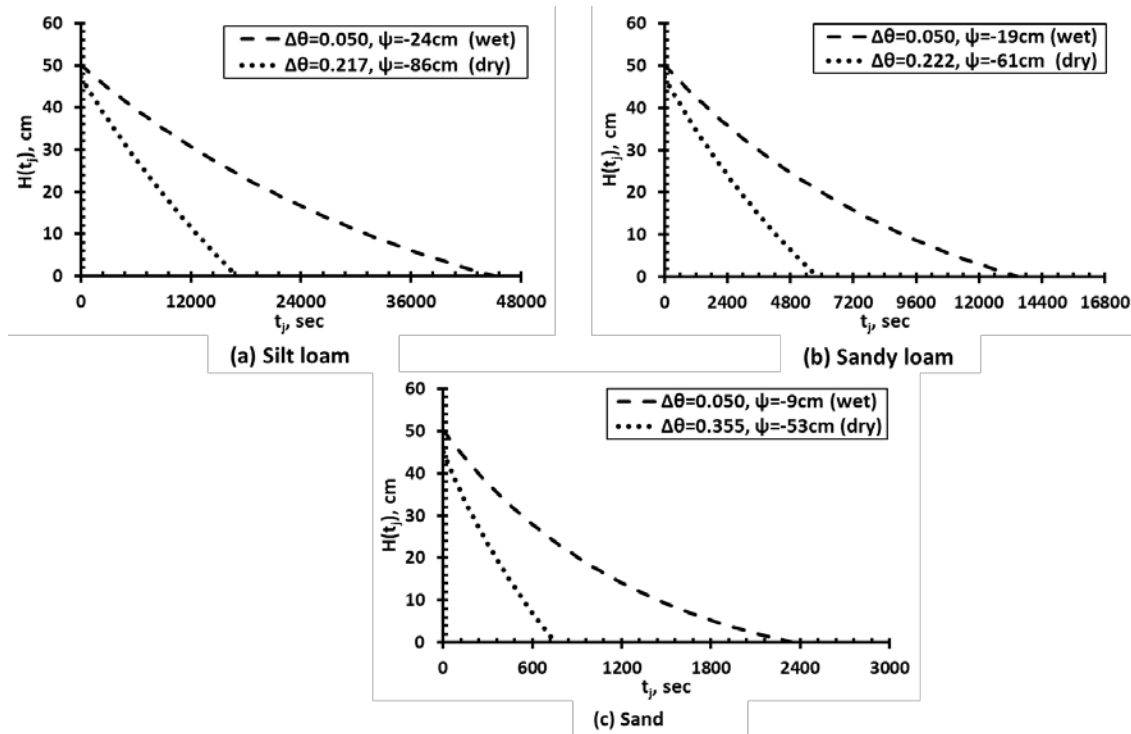 60
50
40
30
20
10
0
H(tⱼ), cm
Δθ=0.050, ψ=-24cm (wet)
Δθ=0.217, ψ=-86cm (dry)
0 12000 24000 36000 48000
tⱼ, sec
(a) Silt loam
60
50
40
30
20
10
0
H(tⱼ), cm
Δθ=0.050, ψ=-19cm (wet)
Δθ=0.222, ψ=-61cm (dry)
0 2400 4800 7200 9600 12000 14400 16800
tⱼ, sec
(b) Sandy loam
60
50
40
30
20
10
0
H(tⱼ), cm
Δθ=0.050, ψ=-9cm (wet)
Δθ=0.355, ψ=-53cm (dry)
0 600 1200 1800 2400 3000
tⱼ, sec
(c) Sand